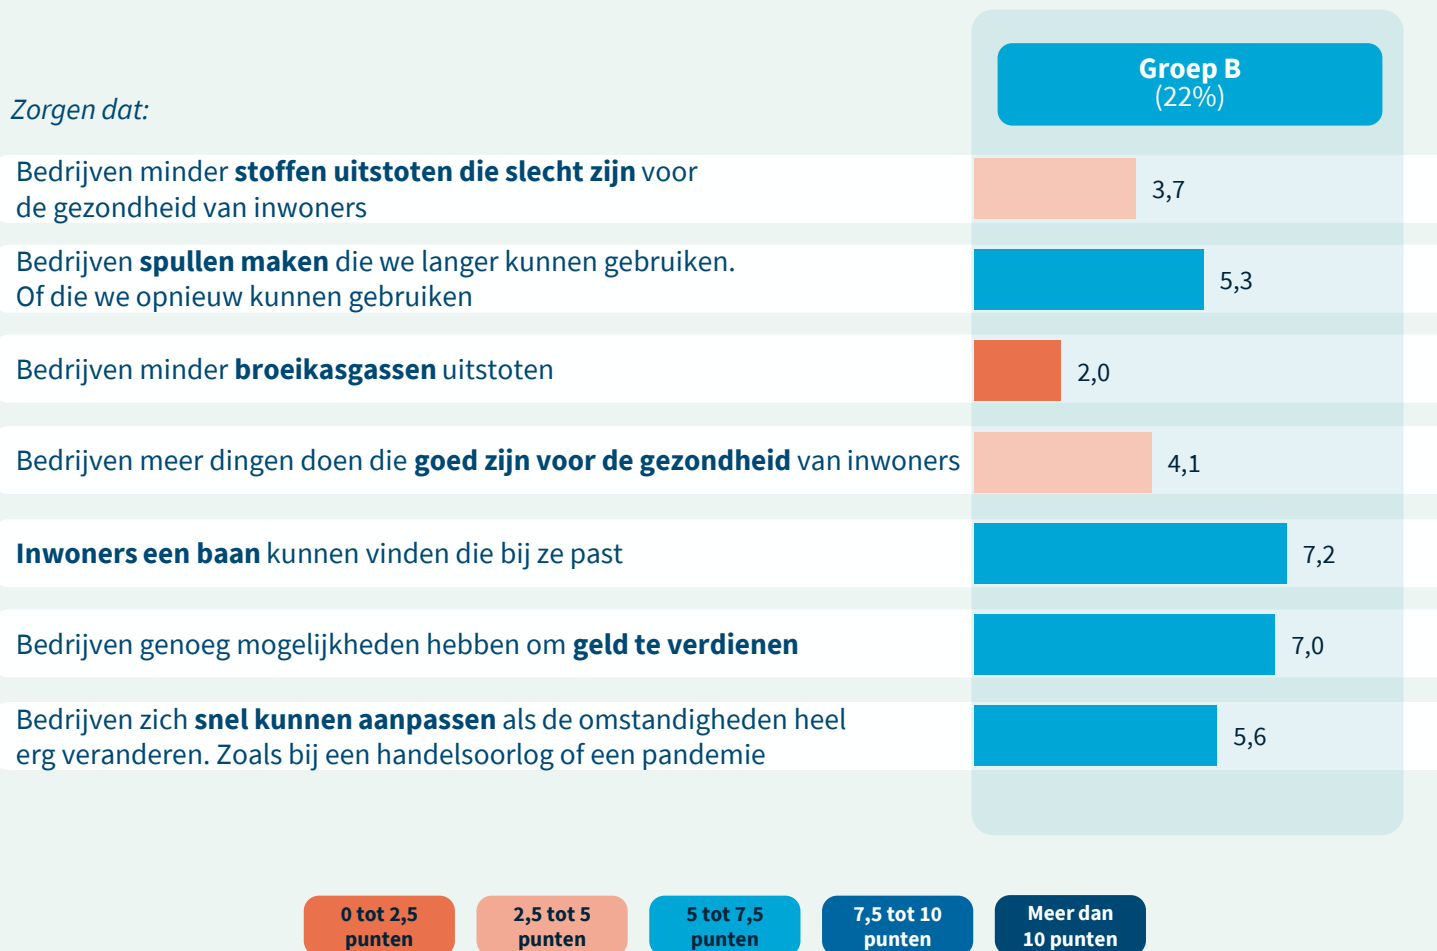 Groep B
(22%)
Zorgen dat:
Bedrijven minder stoffen uitstoten die slecht zijn voor
de gezondheid van inwoners
3,7
Bedrijven spullen maken die we langer kunnen gebruiken.
Of die we opnieuw kunnen gebruiken
5,3
Bedrijven minder broeikasgassen uitstoten
2,0
Bedrijven meer dingen doen die goed zijn voor de gezondheid van inwoners
4,1
Inwoners een baan kunnen vinden die bij ze past
7,2
Bedrijven genoeg mogelijkheden hebben om geld te verdienen
7,0
Bedrijven zich snel kunnen aanpassen als de omstandigheden heel
erg veranderen. Zoals bij een handelsoorlog of een pandemie
5,6
0 tot 2,5
punten
2,5 tot 5
punten
5 tot 7,5
punten
7,5 tot 10
punten
Meer dan
10 punten